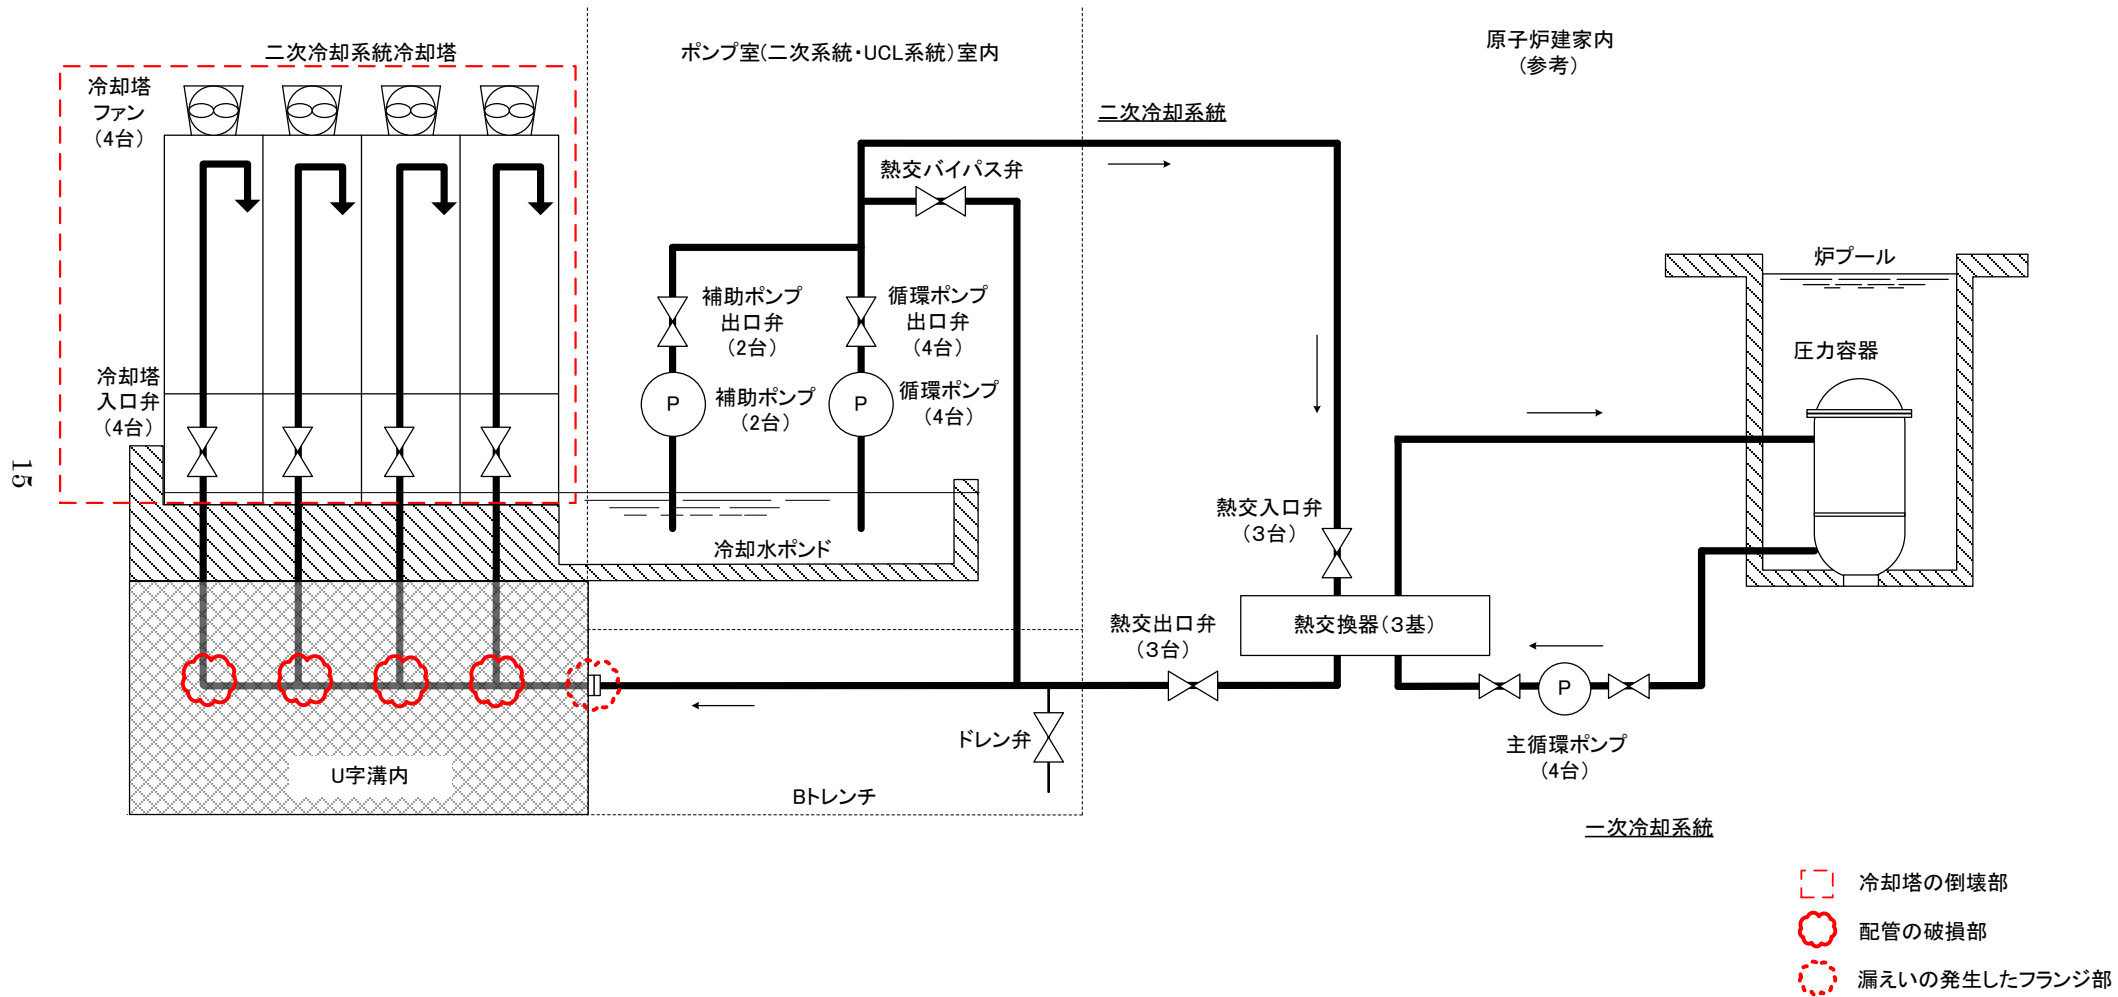 二次冷却系統冷却塔
ポンプ室(二次系統・UCL系統)室内
原子炉建家内
(参考)
冷却塔
ファン
(4台)
二次冷却系統
熱交バイパス弁
炉プール
補助ポンプ
出口弁
(2台)
循環ポンプ
出口弁
(4台)
圧力容器
冷却塔
入口弁
(4台)
P
補助ポンプ
(2台)
P
循環ポンプ
(4台)
15
熱交入口弁
(3台)
冷却水ポンド
熱交出口弁
(3台)
熱交換器(3基)
P
主循環ポンプ
(4台)
ドレン弁
U字溝内
Bトレンチ
一次冷却系統
冷却塔の倒壊部
配管の破損部
漏えいの発生したフランジ部